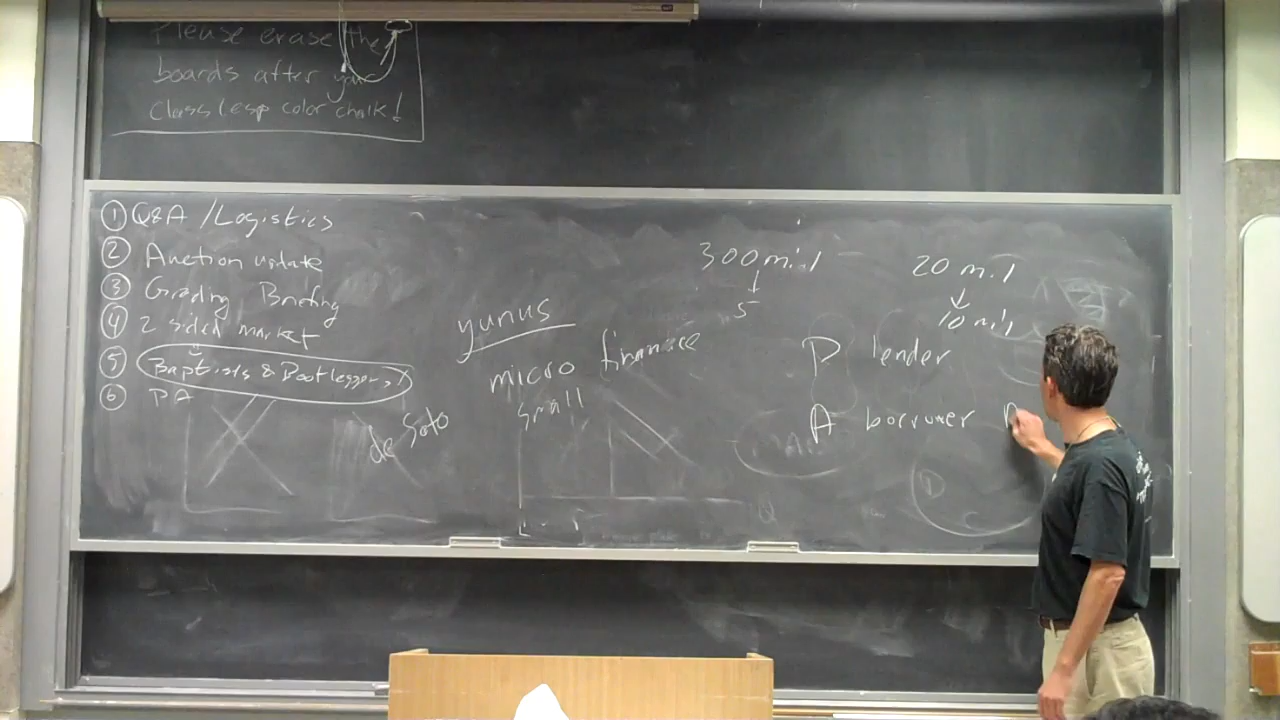 Please erase the
boards after your
class (esp color chalk!
① Q&A / Logistics
② Auction update
③ Grading Briefing
④ 2 sided market
⑤ Baptists & Bootleggers!
⑥ PA
de Soto
yunus
micro finance
small
300 mil
5
20 mil
10 mil
P lender
A borrower
Q